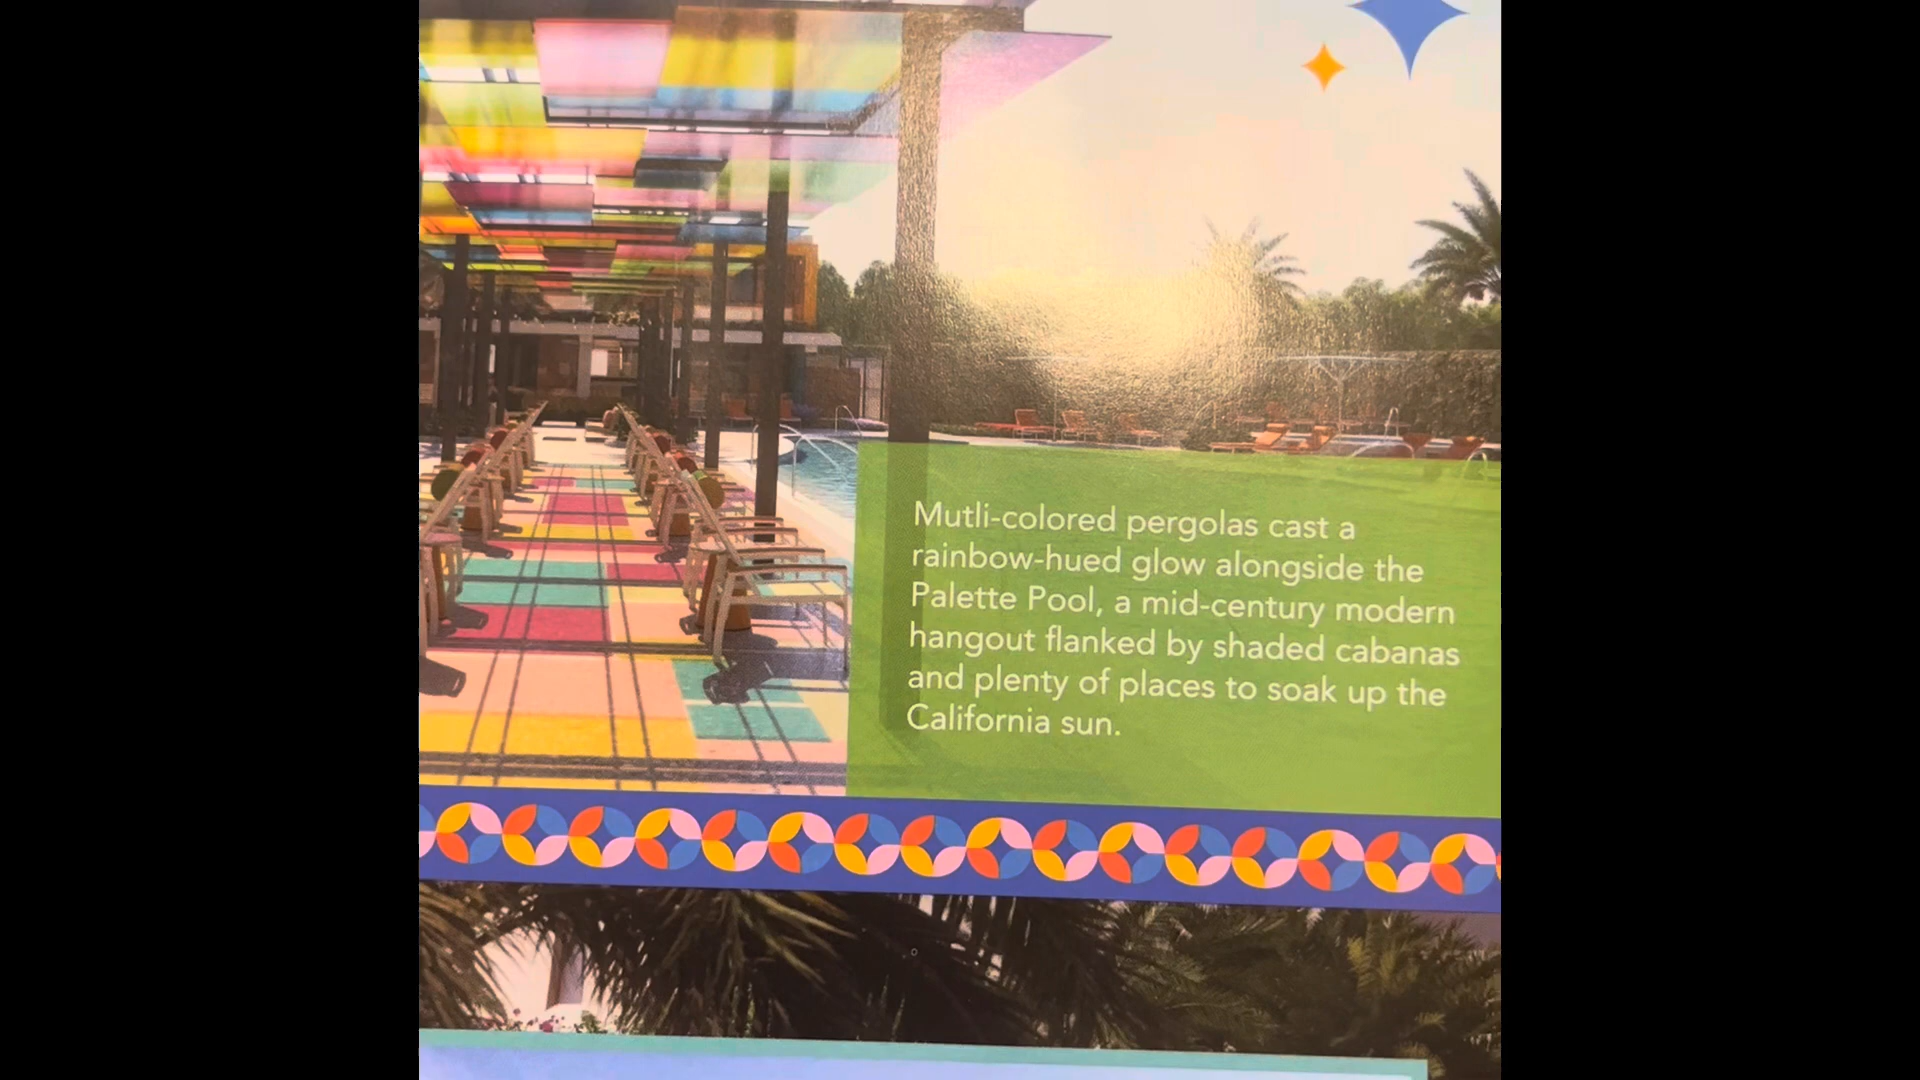 Mutli-colored pergolas cast a
rainbow-hued glow alongside the
Palette Pool, a mid-century modern
hangout flanked by shaded cabanas
and plenty of places to soak up the
California sun.